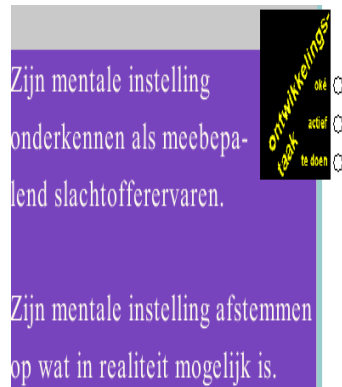 ontwikkelings-
taak
oké
actief
te doen
Zijn mentale instelling
onderkennen als meebepa-
lend slachtofferervaren.
Zijn mentale instelling afstemmen
op wat in realiteit mogelijk is.